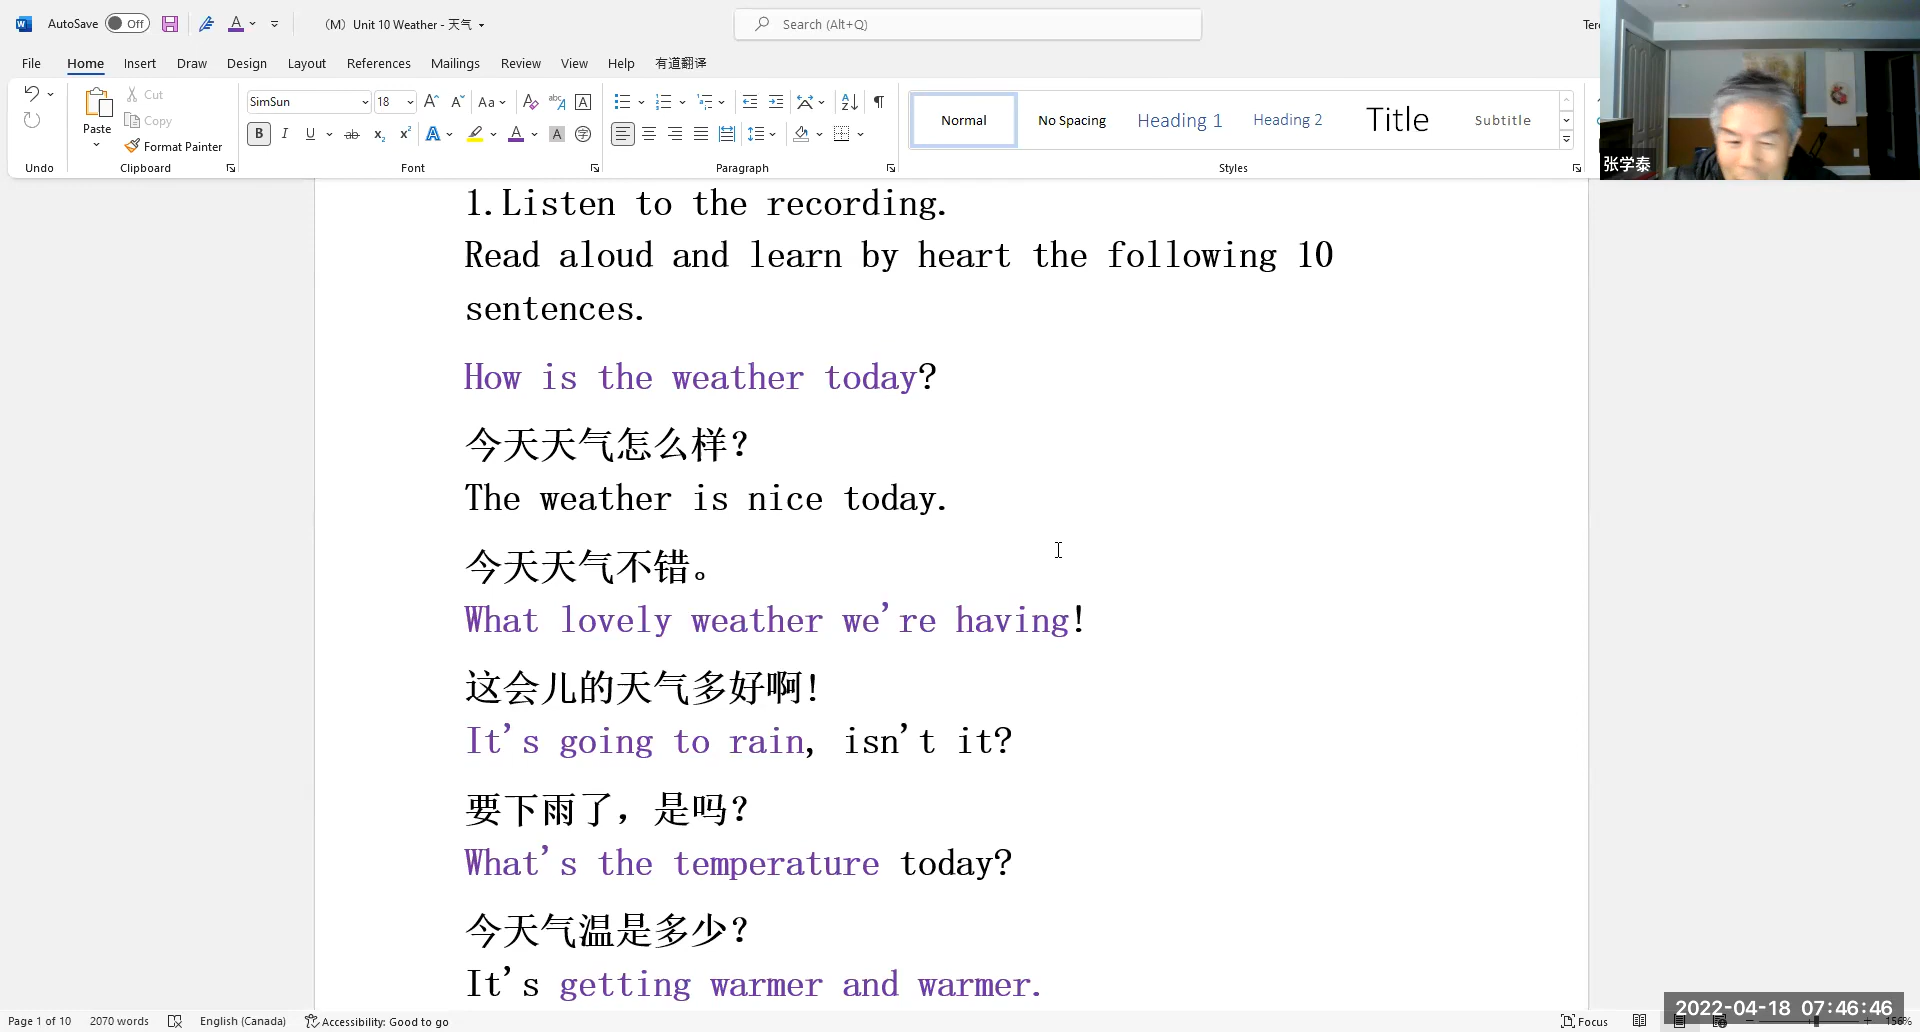 AutoSave Off A (M) Unit 10 Weather - 天气 Search (Alt+Q)
File Home Insert Draw Design Layout References Mailings Review View Help 有道翻译
Undo
Paste Cut Copy Format Painter
Clipboard
SimSun 18
Font
Paragraph
Normal No Spacing Heading 1 Heading 2 Title Subtitle
Styles
张学泰
1.Listen to the recording.
Read aloud and learn by heart the following 10
sentences.
How is the weather today?
今天天气怎么样？
The weather is nice today.
今天天气不错。
What lovely weather we're having!
这会儿的天气多好啊！
It's going to rain, isn't it?
要下雨了，是吗？
What's the temperature today?
今天气温是多少？
It's getting warmer and warmer.
2022-04-18 07:46:46
Page 1 of 10 2070 words English (Canada) Accessibility: Good to go Focus 156%